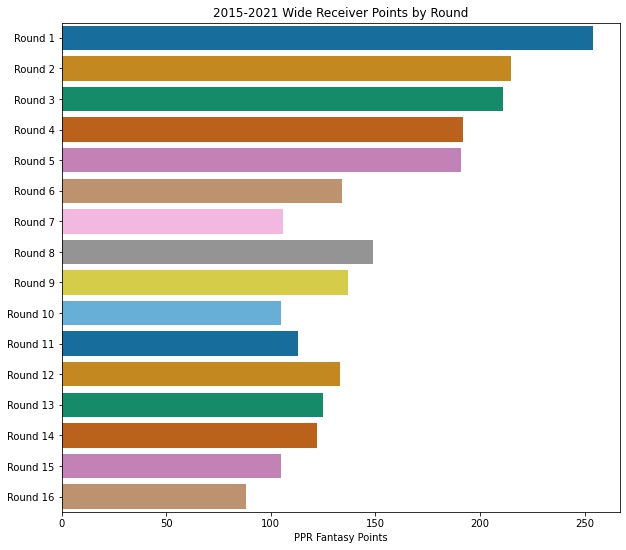 2015-2021 Wide Receiver Points by Round
Round 1
Round 2
Round 3
Round 4
Round 5
Round 6
Round 7
Round 8
Round 9
Round 10
Round 11
Round 12
Round 13
Round 14
Round 15
Round 16
0 50 100 150 200 250
PPR Fantasy Points